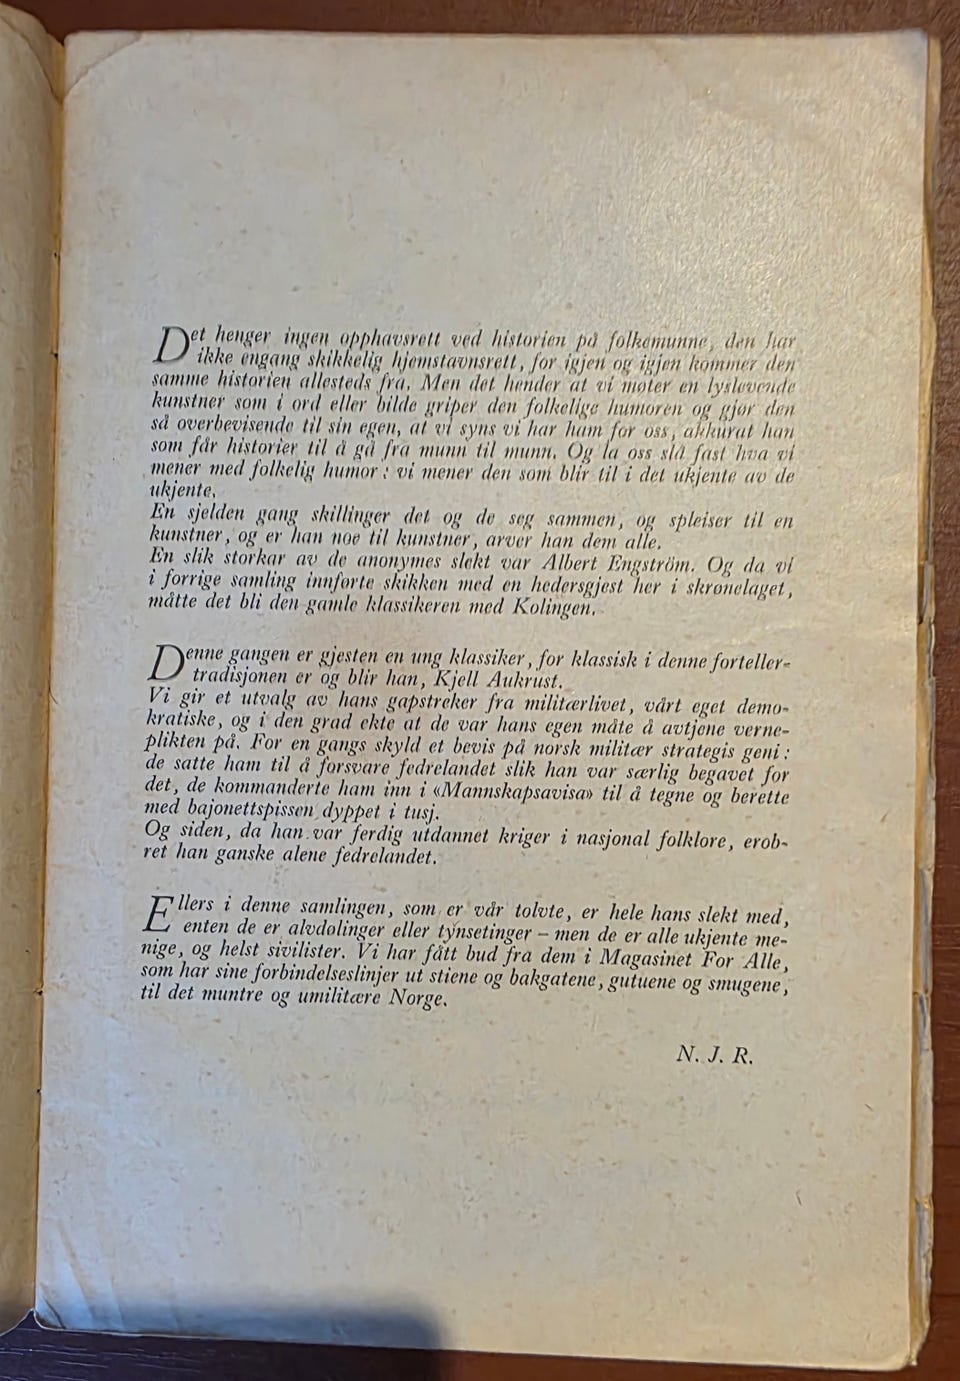 Det henger ingen opphavsrett ved historien på folkemunne, den har
ikke engang skikkelig hjemstavnsrett, for igjen og igjen kommer den
samme historien allesteds fra. Men det hender at vi møter en lyslevende
kunstner som i ord eller bilde griper den folkelige humoren og gjør den
så overbevisende til sin egen, at vi syns vi har ham for oss, akkurat han
som får historier til å gå fra munn til munn. Og la oss slå fast hva vi
mener med folkelig humor: vi mener den som blir til i det ukjente av de
ukjente.
En sjelden gang skillinger det og de seg sammen, og spleiser til en
kunstner, og er han noe til kunstner, arver han dem alle.
En slik storkar av de anonymes slekt var Albert Engström. Og da vi
i forrige samling innførte skikken med en hedersgjest her i skrønelaget,
måtte det bli den gamle klassikeren med Kolingen.
Denne gangen er gjesten en ung klassiker, for klassisk i denne forteller-
tradisjonen er og blir han, Kjell Aukrust.
Vi gir et utvalg av hans gapstreker fra militærlivet, vårt eget demo-
kratiske, og i den grad ekte at de var hans egen måte å avtjene verne-
plikten på. For en gangs skyld et bevis på norsk militær strategis geni:
de satte ham til å forsvare fedrelandet slik han var særlig begavet for
det, de kommanderte ham inn i «Mannskapsavisa» til å tegne og berette
med bajonettspissen dyppet i tusj.
Og siden, da han var ferdig utdannet kriger i nasjonal folklore, erob-
ret han ganske alene fedrelandet.
Ellers i denne samlingen, som er vår tolvte, er hele hans slekt med,
enten de er alvdølinger eller tynsetinger – men de er alle ukjente me-
nige, og helst sivilister. Vi har fått bud fra dem i Magasinet For Alle,
som har sine forbindelseslinjer ut stiene og bakgatene, gutuene og smugene,
til det muntre og umilitære Norge.
N. J. R.